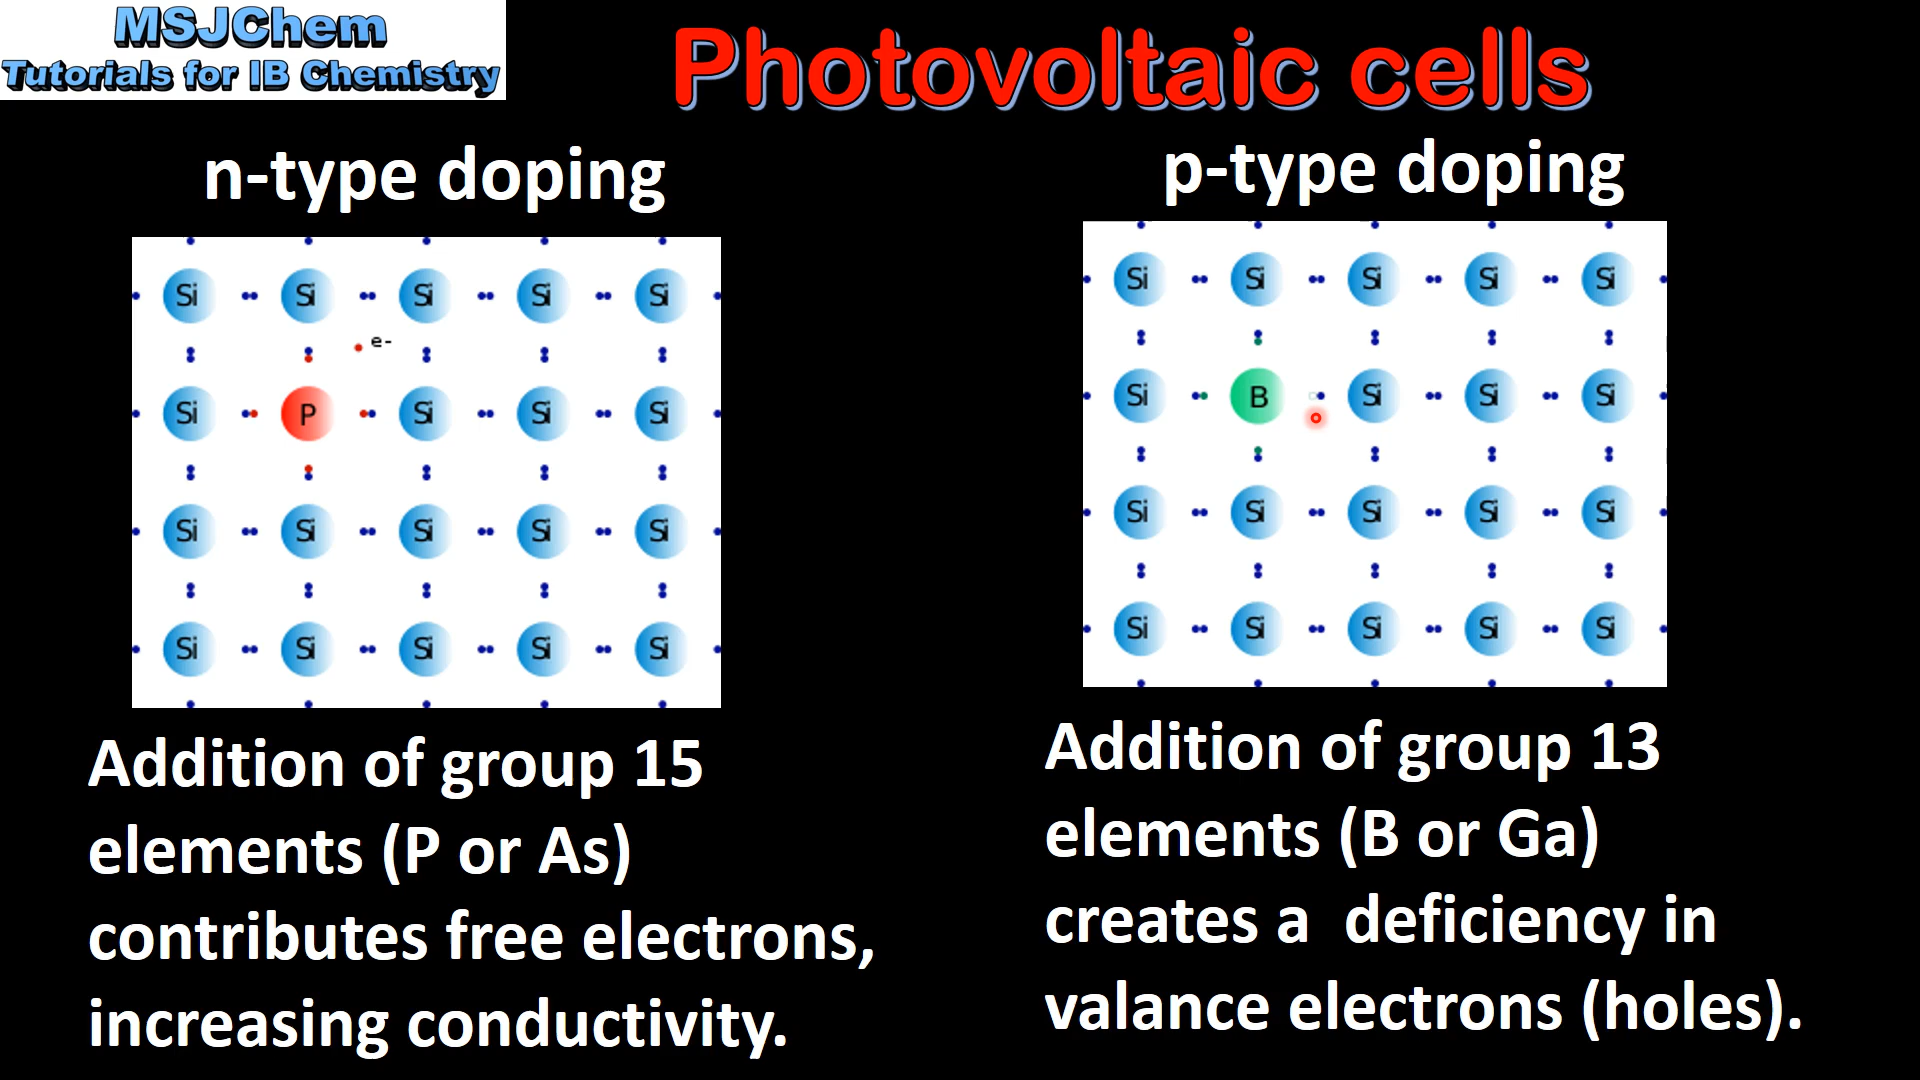 MSJChem
Tutorials for IB Chemistry
Photovoltaic cells
n-type doping
Si Si Si Si Si
e-
Si P Si Si Si
Si Si Si Si Si
Si Si Si Si Si
Addition of group 15
elements (P or As)
contributes free electrons,
increasing conductivity.
p-type doping
Si Si Si Si Si
Si B Si Si Si
Si Si Si Si Si
Si Si Si Si Si
Addition of group 13
elements (B or Ga)
creates a  deficiency in
valance electrons (holes).